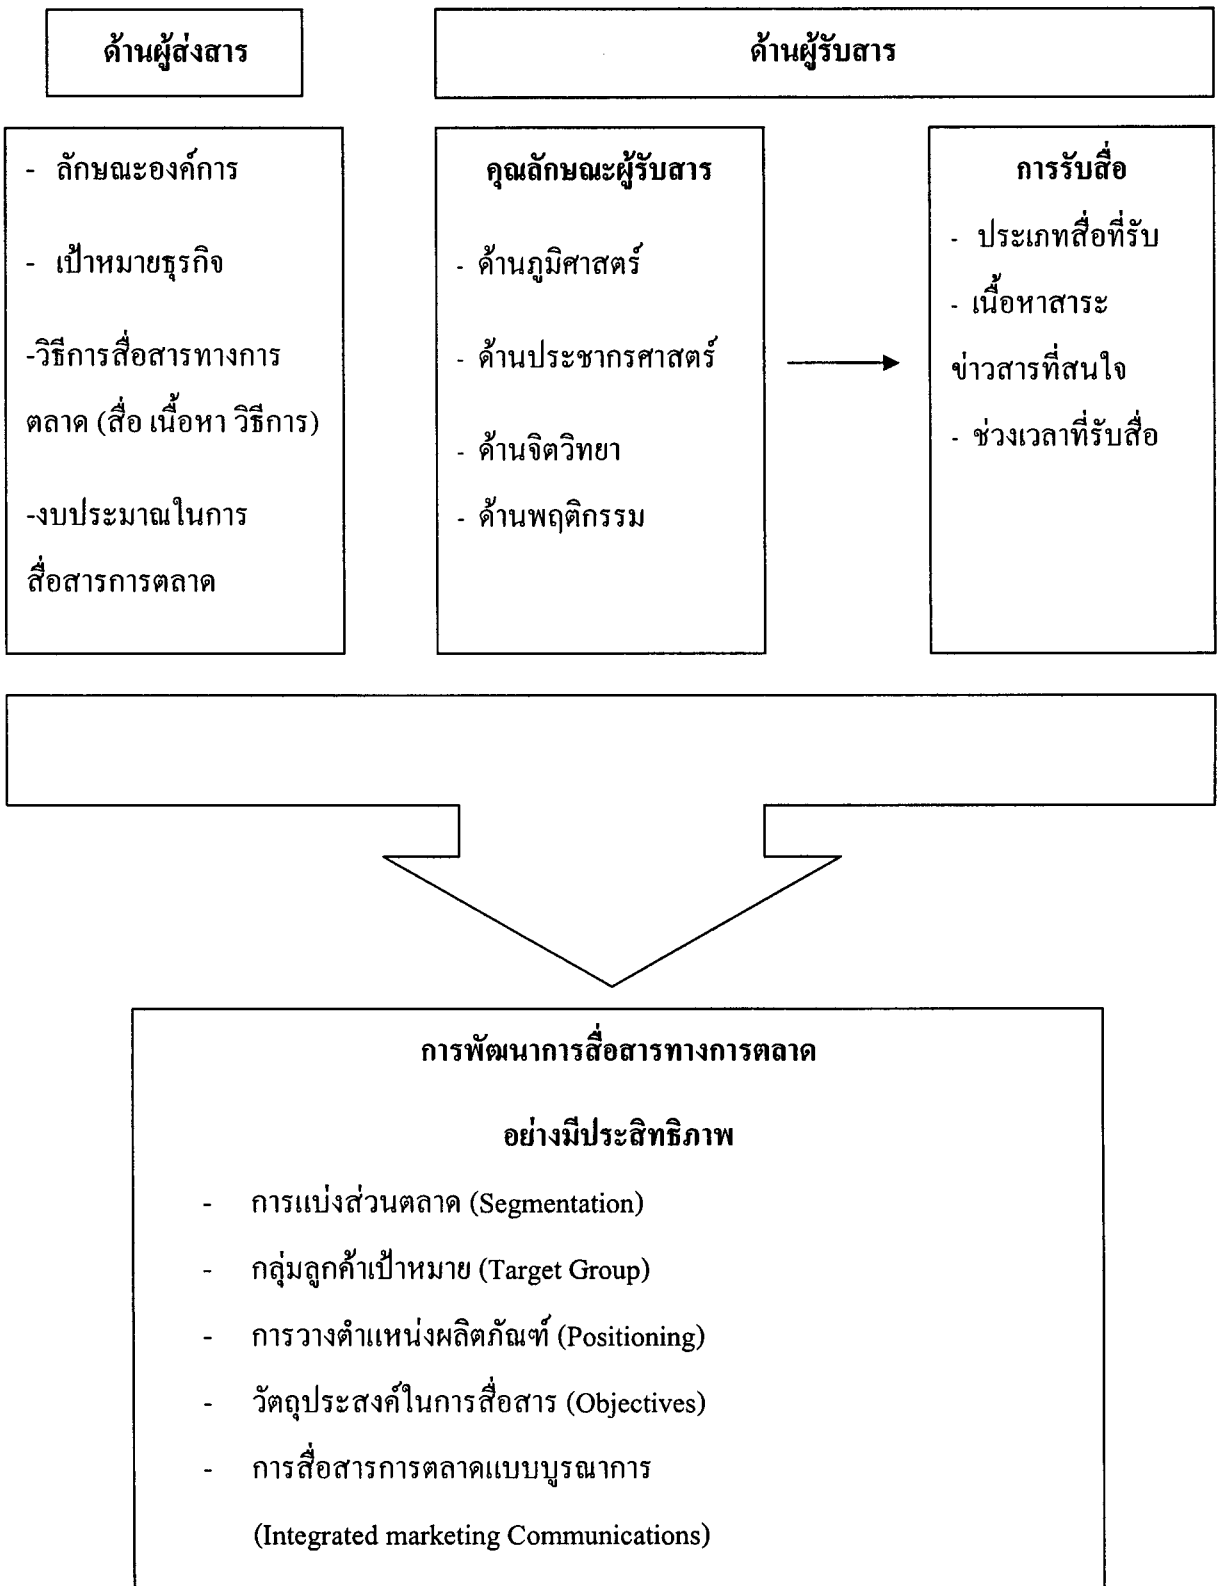 ด้านผู้ส่งสาร
ด้านผู้รับสาร
- ลักษณะองค์การ
- เป้าหมายธุรกิจ
-วิธีการสื่อสารทางการ
ตลาด (สื่อ เนื้อหา วิธีการ)
-งบประมาณในการ
สื่อสารการตลาด
คุณลักษณะผู้รับสาร
- ด้านภูมิศาสตร์
- ด้านประชากรศาสตร์
- ด้านจิตวิทยา
- ด้านพฤติกรรม
การรับสื่อ
- ประเภทสื่อที่รับ
- เนื้อหาสาระ
ข่าวสารที่สนใจ
- ช่วงเวลาที่รับสื่อ
การพัฒนาการสื่อสารทางการตลาด
อย่างมีประสิทธิภาพ
- การแบ่งส่วนตลาด (Segmentation)
- กลุ่มลูกค้าเป้าหมาย (Target Group)
- การวางตำแหน่งผลิตภัณฑ์ (Positioning)
- วัตถุประสงค์ในการสื่อสาร (Objectives)
- การสื่อสารการตลาดแบบบูรณาการ
(Integrated marketing Communications)